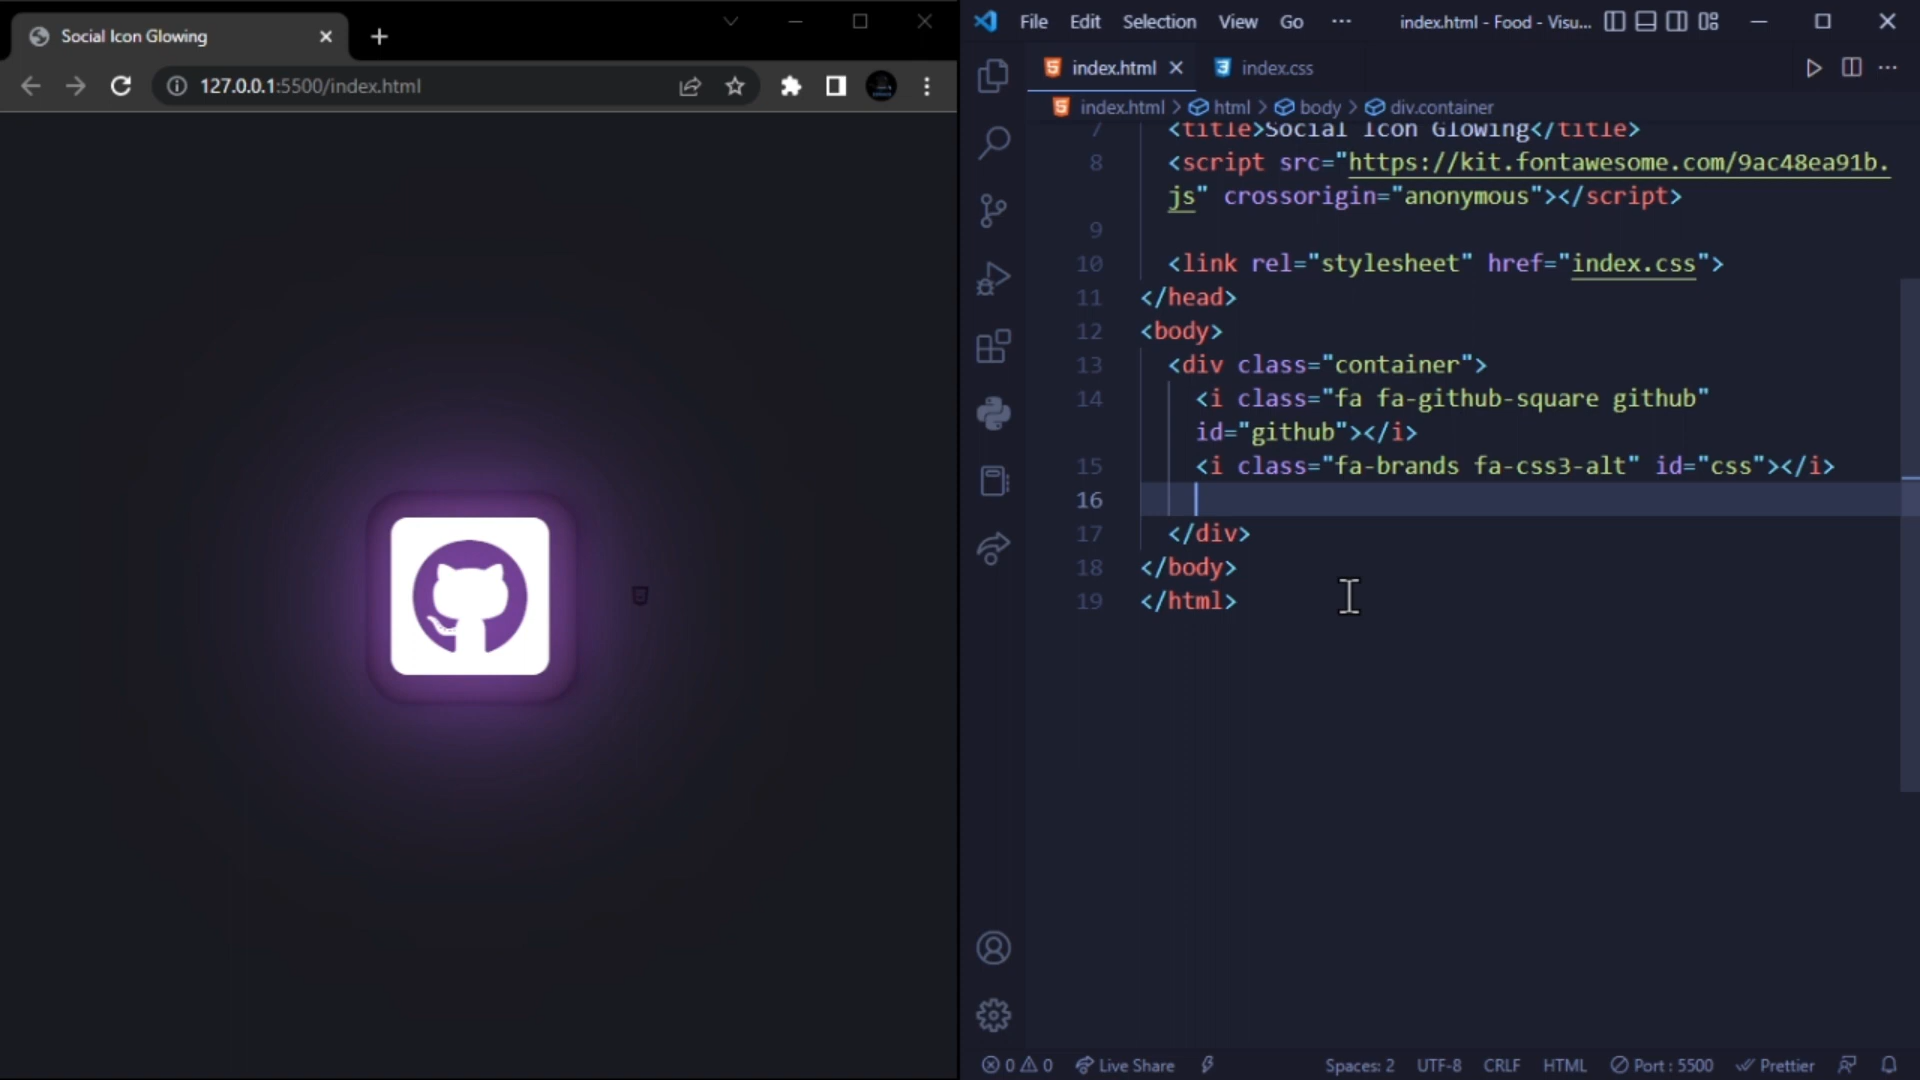 Social Icon Glowing
127.0.0.1:5500/index.html
File Edit Selection View Go ··· index.html - Food - Visu...
index.html index.css
index.html > html > body > div.container
7 <title>Social Icon Glowing</title>
8 <script src="https://kit.fontawesome.com/9ac48ea91b.
js" crossorigin="anonymous"></script>
9
10 <link rel="stylesheet" href="index.css">
11 </head>
12 <body>
13 <div class="container">
14 <i class="fa fa-github-square github"
id="github"></i>
15 <i class="fa-brands fa-css3-alt" id="css"></i>
16
17 </div>
18 </body>
19 </html>
0 0 Live Share Spaces: 2 UTF-8 CRLF HTML Port : 5500 Prettier